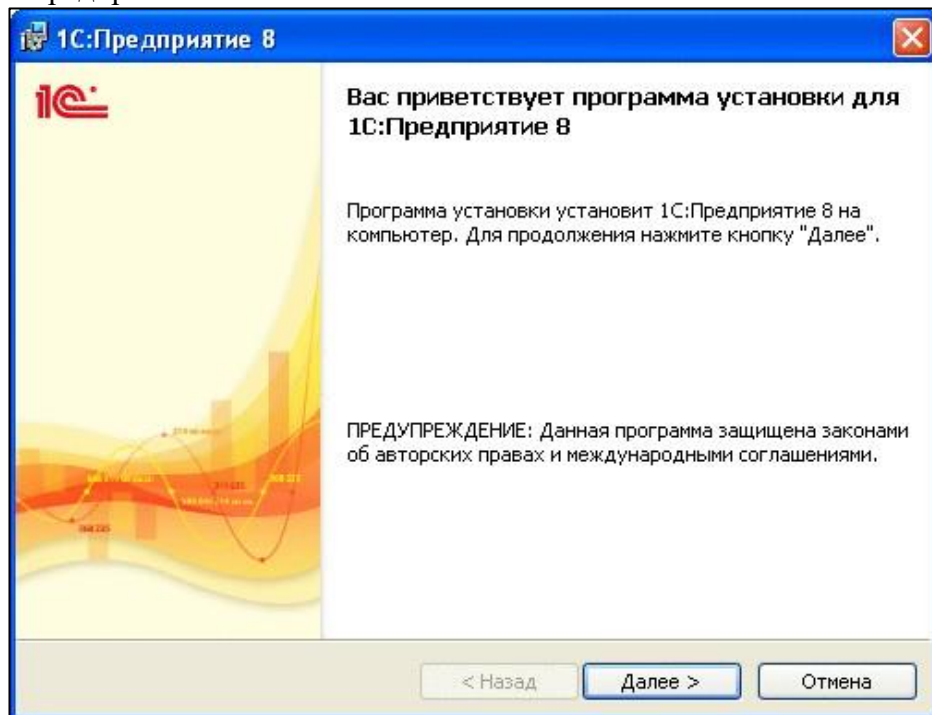 1С:Предприятие 8
1С
Вас приветствует программа установки для
1С:Предприятие 8
Программа установки установит 1С:Предприятие 8 на
компьютер. Для продолжения нажмите кнопку "Далее".
ПРЕДУПРЕЖДЕНИЕ: Данная программа защищена законами
об авторских правах и международными соглашениями.
< Назад
Далее >
Отмена